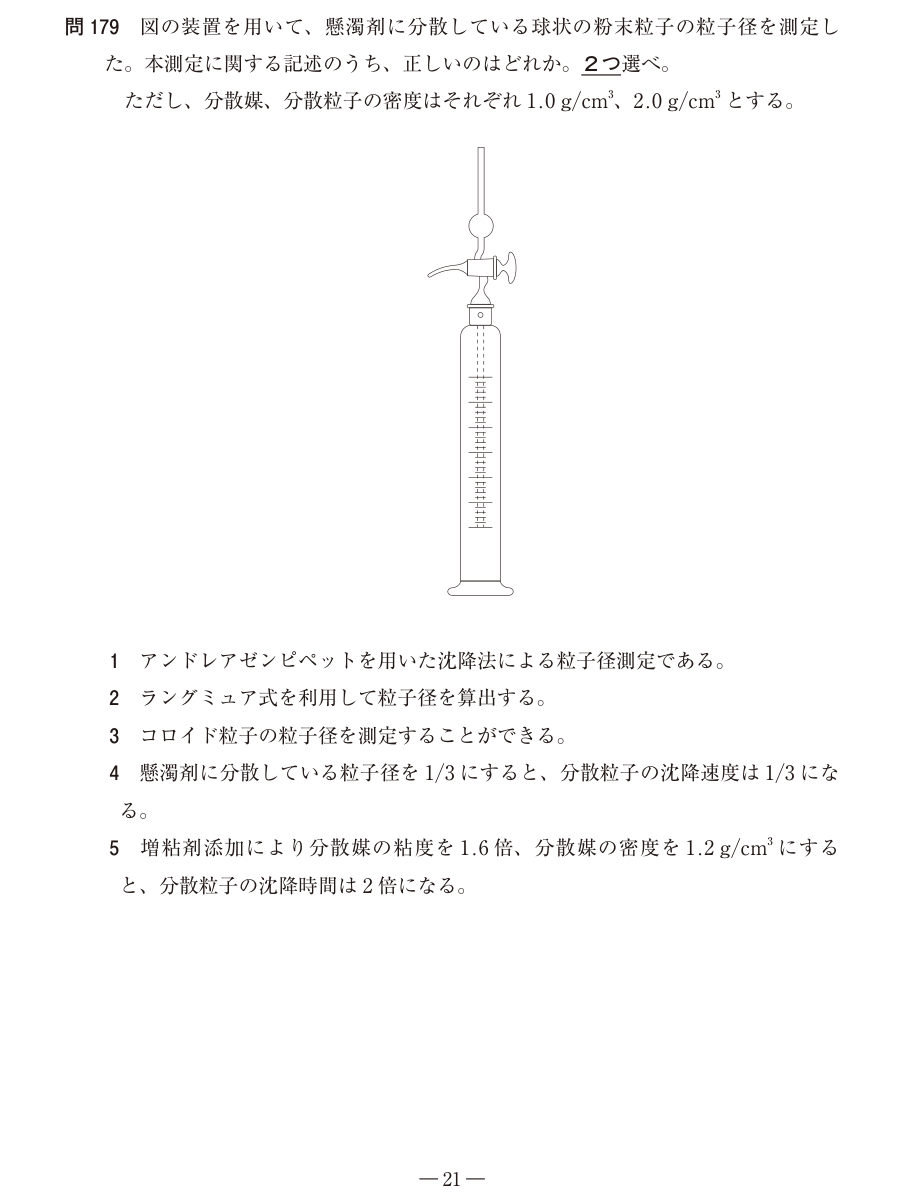 問 179　図の装置を用いて、懸濁剤に分散している球状の粉末粒子の粒子径を測定し
た。本測定に関する記述のうち、正しいのはどれか。2つ選べ。
ただし、分散媒、分散粒子の密度はそれぞれ 1.0 g/cm³、2.0 g/cm³ とする。
1　アンドレアゼンピペットを用いた沈降法による粒子径測定である。
2　ラングミュア式を利用して粒子径を算出する。
3　コロイド粒子の粒子径を測定することができる。
4　懸濁剤に分散している粒子径を 1/3 にすると、分散粒子の沈降速度は 1/3 にな
る。
5　増粘剤添加により分散媒の粘度を 1.6 倍、分散媒の密度を 1.2 g/cm³ にする
と、分散粒子の沈降時間は 2 倍になる。
— 21 —